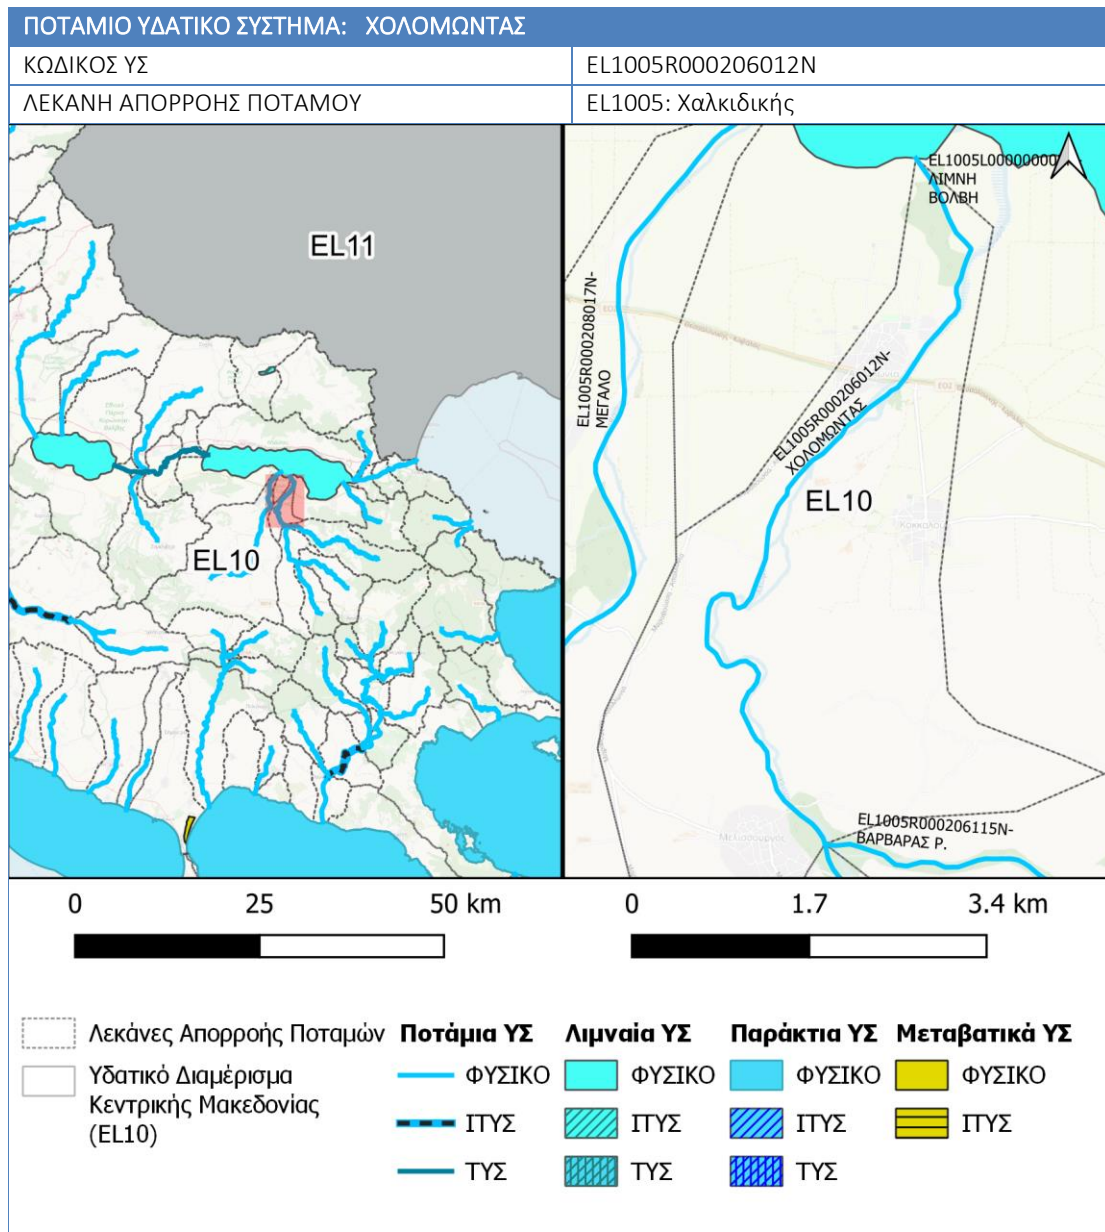 ΠΟΤΑΜΙΟ ΥΔΑΤΙΚΟ ΣΥΣΤΗΜΑ: ΧΟΛΟΜΩΝΤΑΣ
ΚΩΔΙΚΟΣ ΥΣ EL1005R000206012N
ΛΕΚΑΝΗ ΑΠΟΡΡΟΗΣ ΠΟΤΑΜΟΥ EL1005: Χαλκιδικής
EL11
EL10
EL1005L00000000
ΛΙΜΝΗ
ΒΟΛΒΗ
EL1005R000208017N-
ΜΕΓΑΛΟ
EL1005R000206012N-
ΧΟΛΟΜΩΝΤΑΣ
EL10
Κοκκαλού
Μελισσουργός
EL1005R000206115N-
ΒΑΡΒΑΡΑΣ Ρ.
0 25 50 km
0 1.7 3.4 km
Λεκάνες Απορροής Ποταμών
Υδατικό Διαμέρισμα
Κεντρικής Μακεδονίας
(EL10)
Ποτάμια ΥΣ
ΦΥΣΙΚΟ
ΙΤΥΣ
ΤΥΣ
Λιμναία ΥΣ
ΦΥΣΙΚΟ
ΙΤΥΣ
ΤΥΣ
Παράκτια ΥΣ
ΦΥΣΙΚΟ
ΙΤΥΣ
ΤΥΣ
Μεταβατικά ΥΣ
ΦΥΣΙΚΟ
ΙΤΥΣ